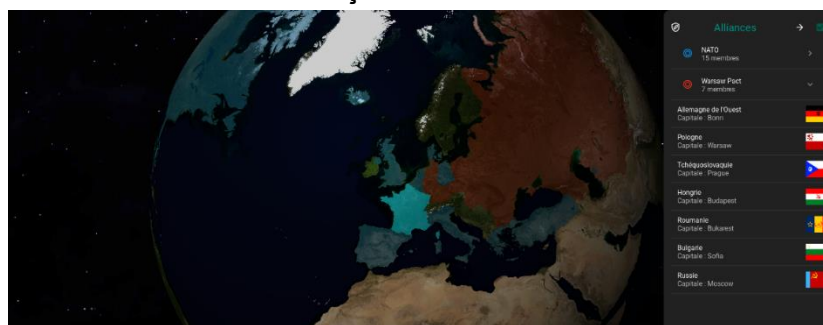 Alliances
NATO
15 membres
Warsaw Pact
7 membres
Allemagne de l'Ouest
Capitale : Bonn
Pologne
Capitale : Warsaw
Tchéquoslovaquie
Capitale : Prague
Hongrie
Capitale : Budapest
Roumanie
Capitale : Bukarest
Bulgarie
Capitale : Sofia
Russie
Capitale : Moscow